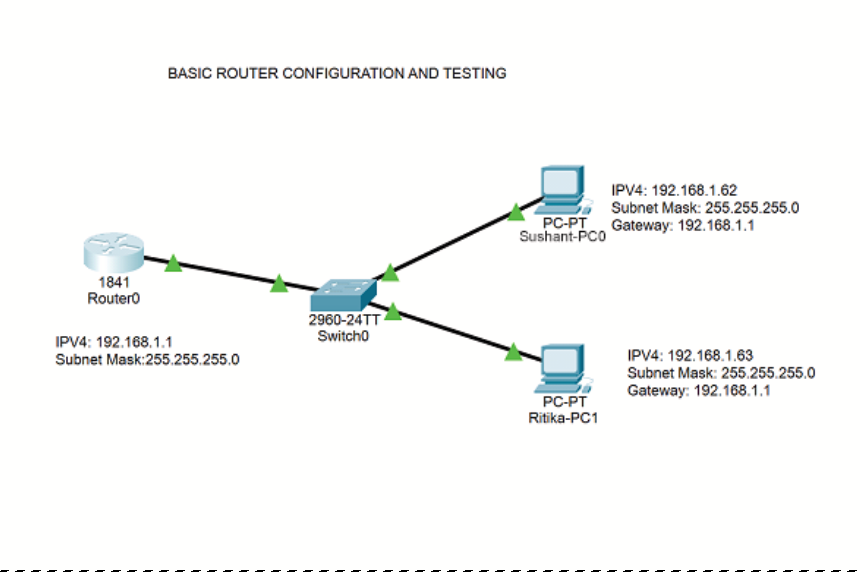 BASIC ROUTER CONFIGURATION AND TESTING
IPV4: 192.168.1.62
Subnet Mask: 255.255.255.0
Gateway: 192.168.1.1
PC-PT
Sushant-PC0
1841
Router0
2960-24TT
Switch0
IPV4: 192.168.1.1
Subnet Mask:255.255.255.0
IPV4: 192.168.1.63
Subnet Mask: 255.255.255.0
Gateway: 192.168.1.1
PC-PT
Ritika-PC1